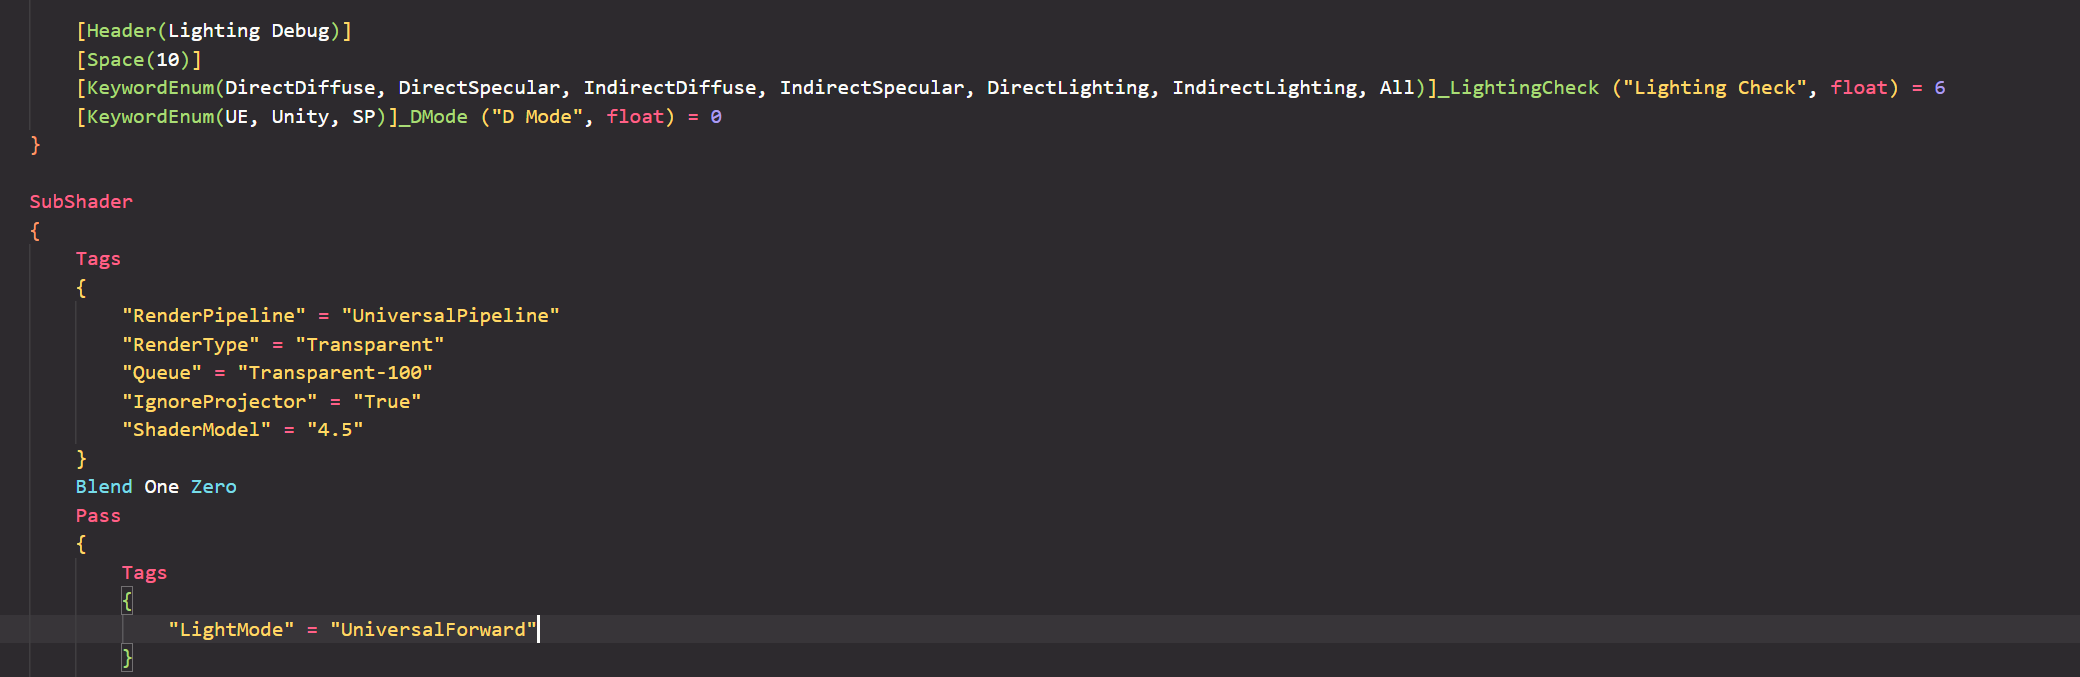 [Header(Lighting Debug)]
[Space(10)]
[KeywordEnum(DirectDiffuse, DirectSpecular, IndirectDiffuse, IndirectSpecular, DirectLighting, IndirectLighting, All)]_LightingCheck ("Lighting Check", float) = 6
[KeywordEnum(UE, Unity, SP)]_DMode ("D Mode", float) = 0
}
SubShader
{
Tags
{
"RenderPipeline" = "UniversalPipeline"
"RenderType" = "Transparent"
"Queue" = "Transparent-100"
"IgnoreProjector" = "True"
"ShaderModel" = "4.5"
}
Blend One Zero
Pass
{
Tags
{
"LightMode" = "UniversalForward"
}